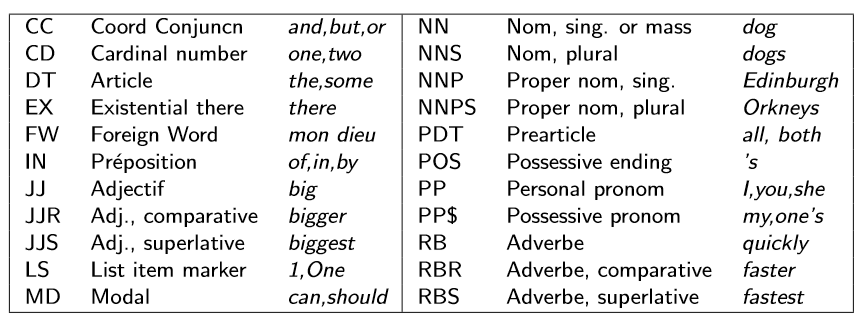 CC Coord Conjuncn and,but,or NN Nom, sing. or mass dog
CD Cardinal number one,two NNS Nom, plural dogs
DT Article the,some NNP Proper nom, sing. Edinburgh
EX Existential there there NNPS Proper nom, plural Orkneys
FW Foreign Word mon dieu PDT Prearticle all, both
IN Préposition of,in,by POS Possessive ending 's
JJ Adjectif big PP Personal pronom I,you,she
JJR Adj., comparative bigger PP$ Possessive pronom my,one's
JJS Adj., superlative biggest RB Adverbe quickly
LS List item marker 1,One RBR Adverbe, comparative faster
MD Modal can,should RBS Adverbe, superlative fastest